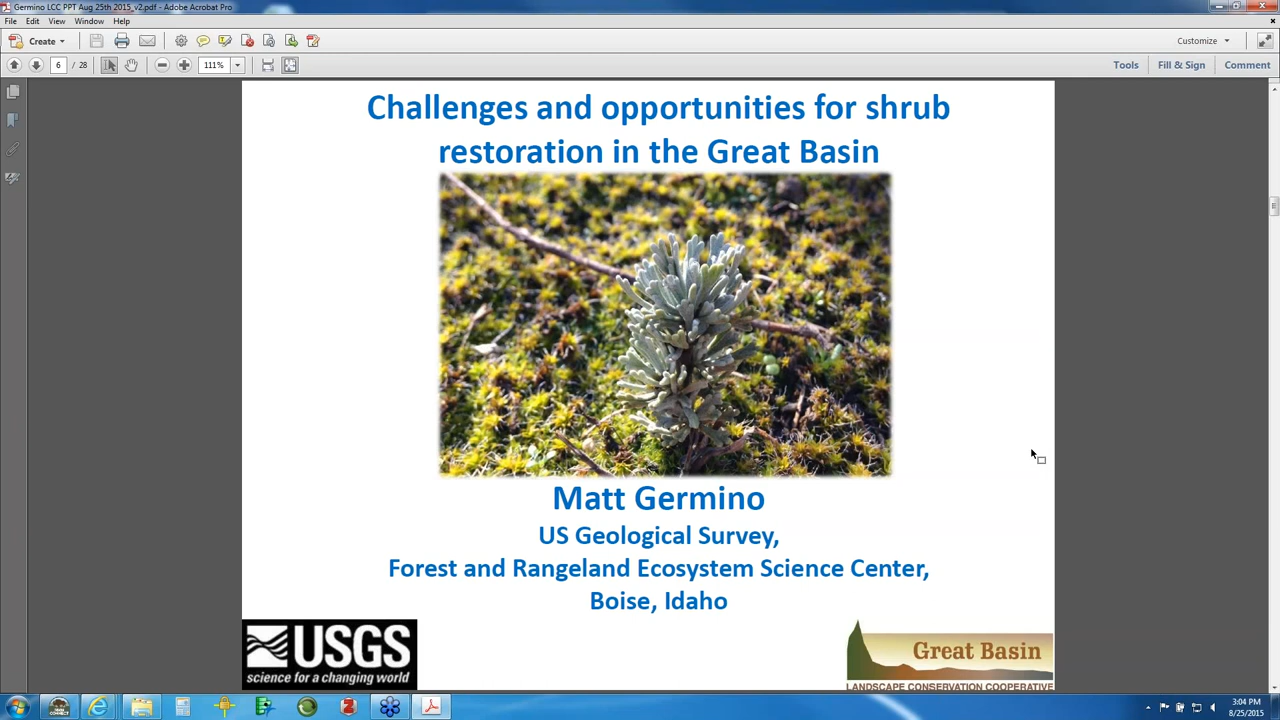 Germino LCC PPT Aug 25th 2015_v2.pdf - Adobe Acrobat Pro
File Edit View Window Help
Create
Customize
6 / 28
111%
Tools Fill & Sign Comment
Challenges and opportunities for shrub
restoration in the Great Basin
Matt Germino
US Geological Survey,
Forest and Rangeland Ecosystem Science Center,
Boise, Idaho
USGS
science for a changing world
Great Basin
LANDSCAPE CONSERVATION COOPERATIVE
3:04 PM
8/25/2015